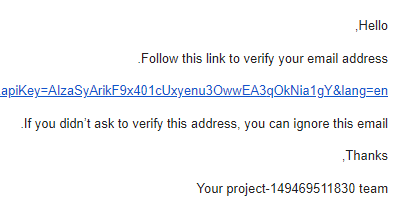 Hello,
Follow this link to verify your email address.
apiKey=AIzaSyArikF9x401cUxyenu3OwwEA3qOkNia1gY&lang=en
If you didn't ask to verify this address, you can ignore this email.
Thanks,
Your project-149469511830 team